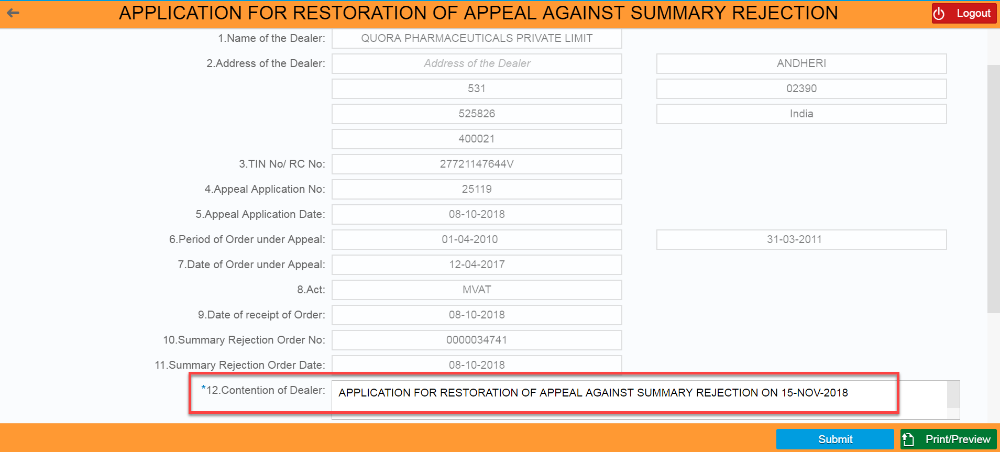 APPLICATION FOR RESTORATION OF APPEAL AGAINST SUMMARY REJECTION
Logout
1.Name of the Dealer: QUORA PHARMACEUTICALS PRIVATE LIMIT
2.Address of the Dealer: Address of the Dealer ANDHERI
531 02390
525826 India
400021
3.TIN No/ RC No: 27721147644V
4.Appeal Application No: 25119
5.Appeal Application Date: 08-10-2018
6.Period of Order under Appeal: 01-04-2010 31-03-2011
7.Date of Order under Appeal: 12-04-2017
8.Act: MVAT
9.Date of receipt of Order: 08-10-2018
10.Summary Rejection Order No: 0000034741
11.Summary Rejection Order Date: 08-10-2018
*12.Contention of Dealer: APPLICATION FOR RESTORATION OF APPEAL AGAINST SUMMARY REJECTION ON 15-NOV-2018
Submit Print/Preview